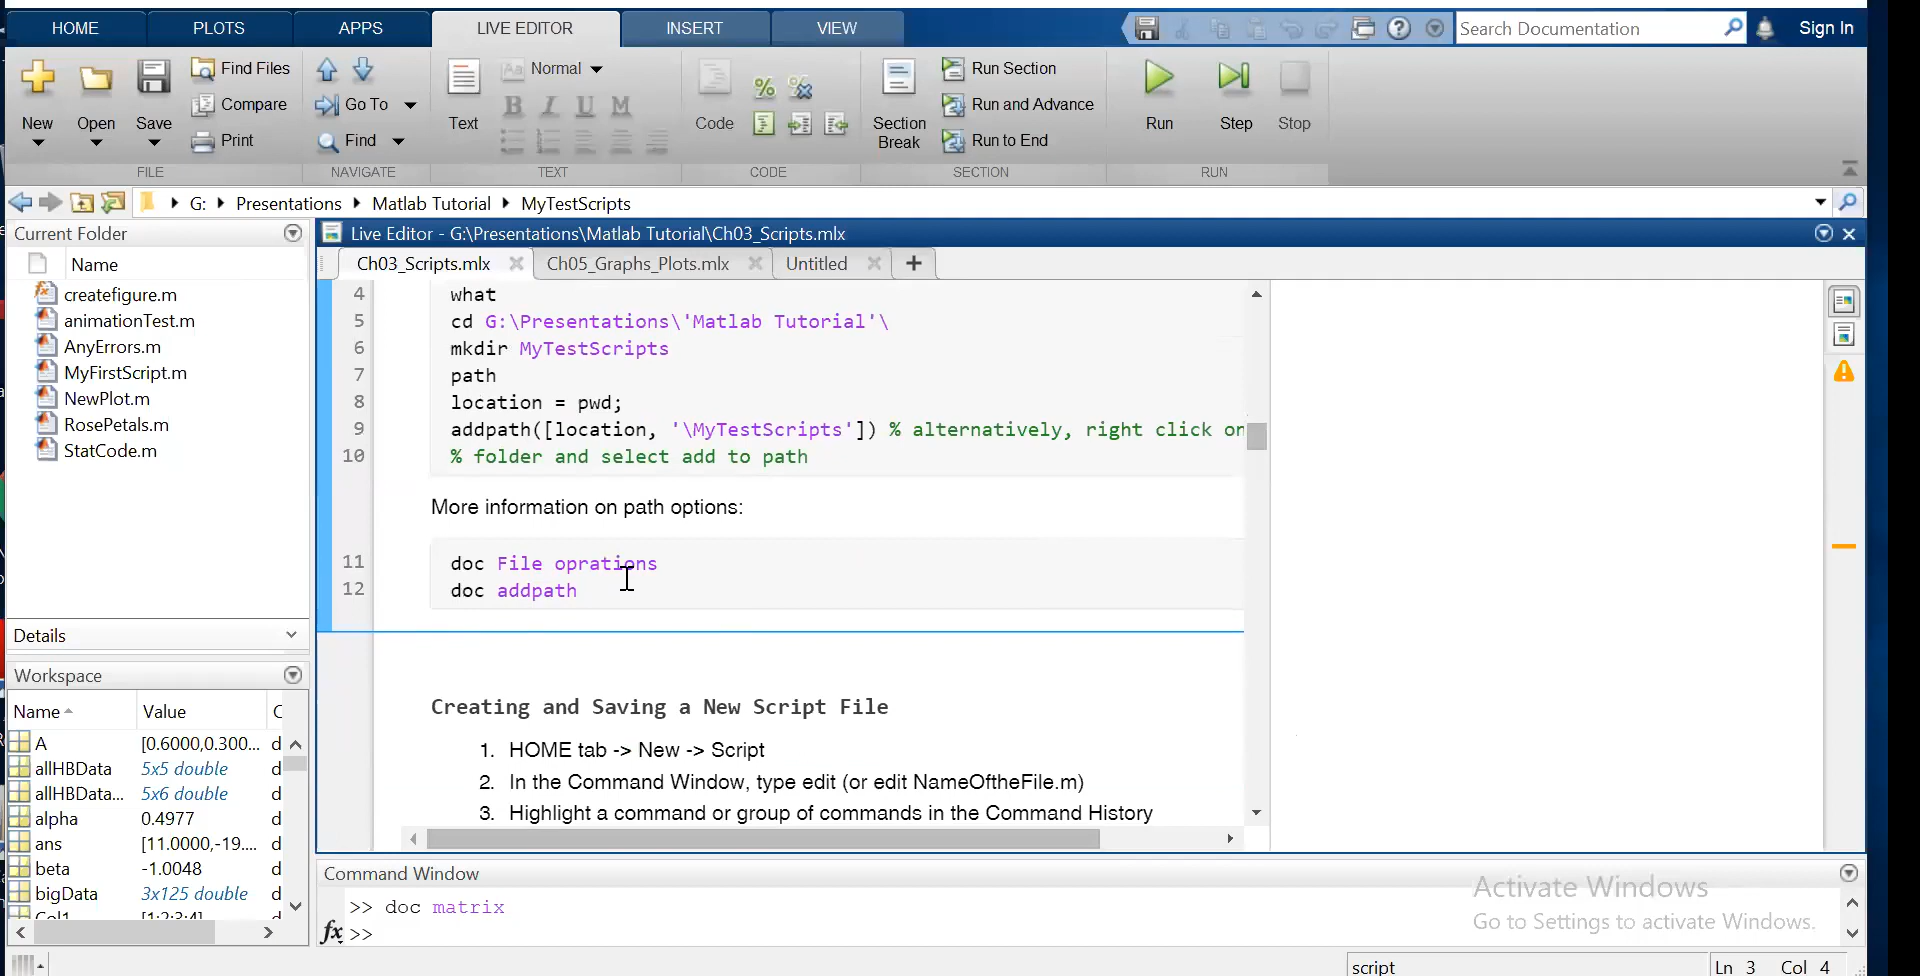 HOME PLOTS APPS LIVE EDITOR INSERT VIEW Search Documentation Sign In
Find Files Normal Run Section
Compare Go To B I U M Run and Advance
New Open Save Print Find Text Code Section Break Run to End Run Step Stop
FILE NAVIGATE TEXT CODE SECTION RUN
G: Presentations Matlab Tutorial MyTestScripts
Current Folder
Name
createfigure.m
animationTest.m
AnyErrors.m
MyFirstScript.m
NewPlot.m
RosePetals.m
StatCode.m
Details
Workspace
Name Value C
A [0.6000,0.300... d
allHBData 5x5 double d
allHBData... 5x6 double d
alpha 0.4977 d
ans [11.0000,-19.... d
beta -1.0048 d
bigData 3x125 double d
Col1 [1;2;3;4]
Live Editor - G:\Presentations\Matlab Tutorial\Ch03_Scripts.mlx
Ch03_Scripts.mlx Ch05_Graphs_Plots.mlx Untitled
4 what
5 cd G:\Presentations\'Matlab Tutorial'\
6 mkdir MyTestScripts
7 path
8 location = pwd;
9 addpath([location, '\MyTestScripts']) % alternatively, right click on
10 % folder and select add to path
More information on path options:
11 doc File oprations
12 doc addpath
Creating and Saving a New Script File
1. HOME tab -> New -> Script
2. In the Command Window, type edit (or edit NameOftheFile.m)
3. Highlight a command or group of commands in the Command History
Command Window
>> doc matrix
fx >>
Activate Windows
Go to Settings to activate Windows.
script Ln 3 Col 4